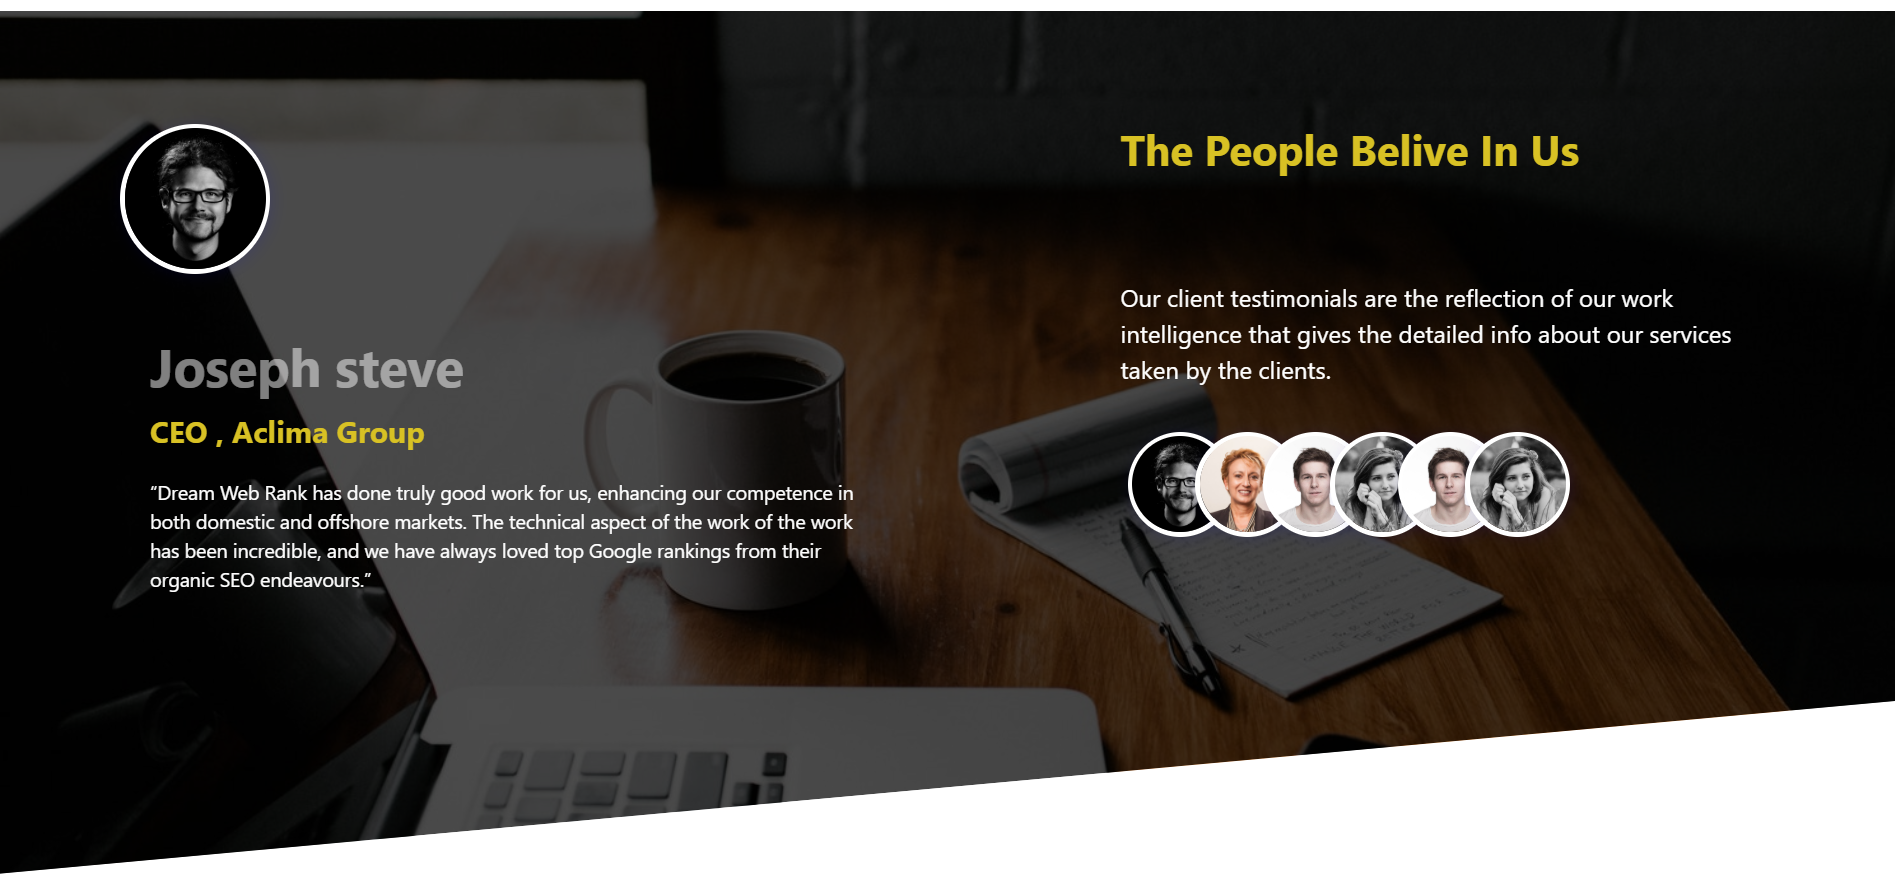 Joseph steve
CEO , Aclima Group
“Dream Web Rank has done truly good work for us, enhancing our competence in
both domestic and offshore markets. The technical aspect of the work of the work
has been incredible, and we have always loved top Google rankings from their
organic SEO endeavours.”
The People Belive In Us
Our client testimonials are the reflection of our work
intelligence that gives the detailed info about our services
taken by the clients.